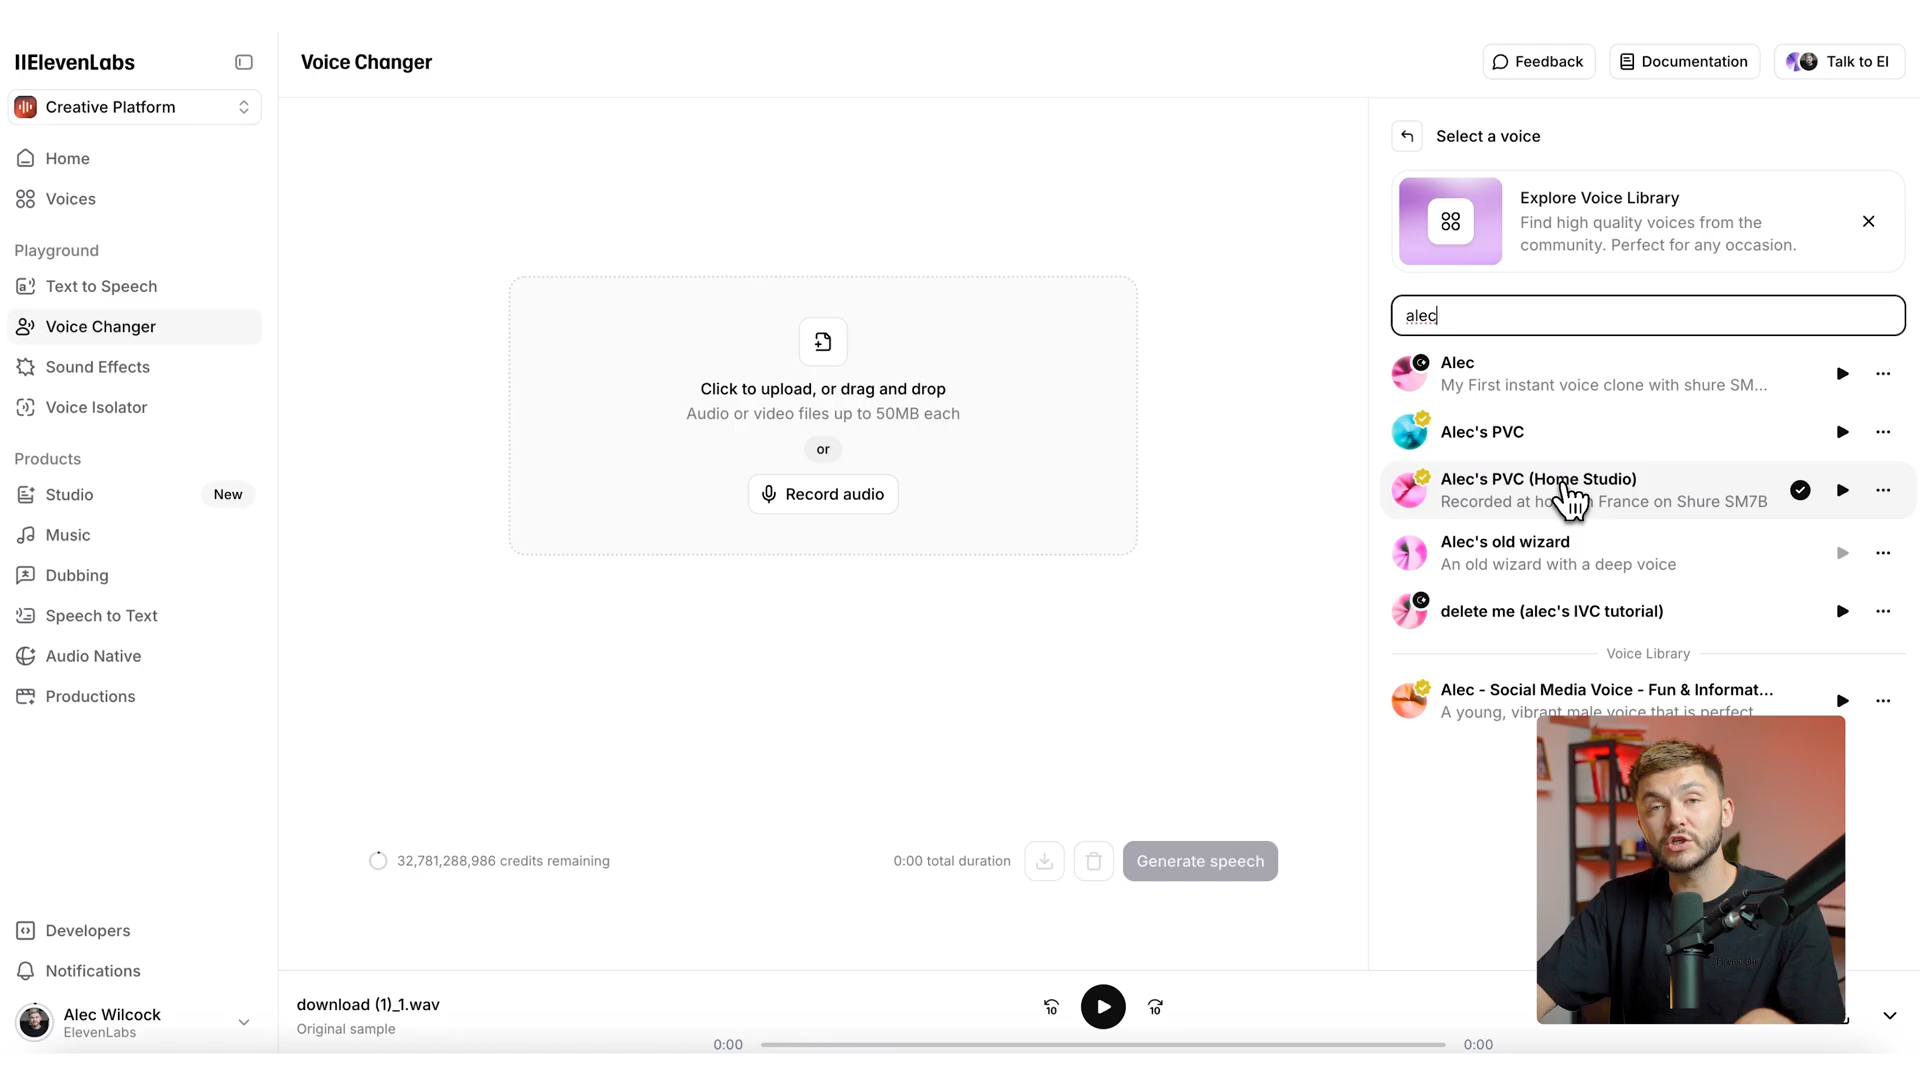 IIElevenLabs
Creative Platform
Home
Voices
Playground
Text to Speech
Voice Changer
Sound Effects
Voice Isolator
Products
Studio
New
Music
Dubbing
Speech to Text
Audio Native
Productions
Developers
Notifications
Alec Wilcock
ElevenLabs
Voice Changer
Feedback
Documentation
Talk to El
Click to upload, or drag and drop
Audio or video files up to 50MB each
or
Record audio
32,781,288,986 credits remaining
0:00 total duration
Generate speech
Select a voice
Explore Voice Library
Find high quality voices from the
community. Perfect for any occasion.
alec
Alec
My First instant voice clone with shure SM...
Alec's PVC
Alec's PVC (Home Studio)
Recorded at ho France on Shure SM7B
Alec's old wizard
An old wizard with a deep voice
delete me (alec's IVC tutorial)
Voice Library
Alec - Social Media Voice - Fun & Informat...
A young, vibrant male voice that is perfect
download (1)_1.wav
Original sample
10
10
0:00
0:00